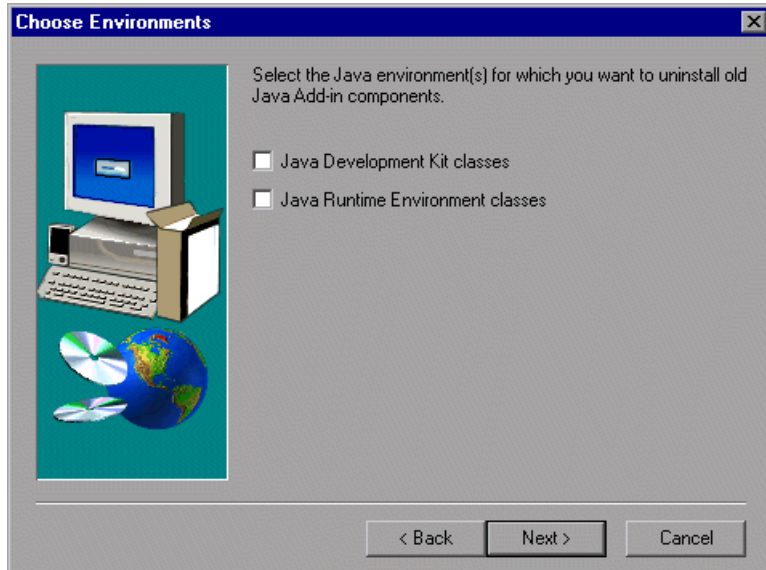 Choose Environments
Select the Java environment(s) for which you want to uninstall old
Java Add-in components.
Java Development Kit classes
Java Runtime Environment classes
< Back
Next >
Cancel